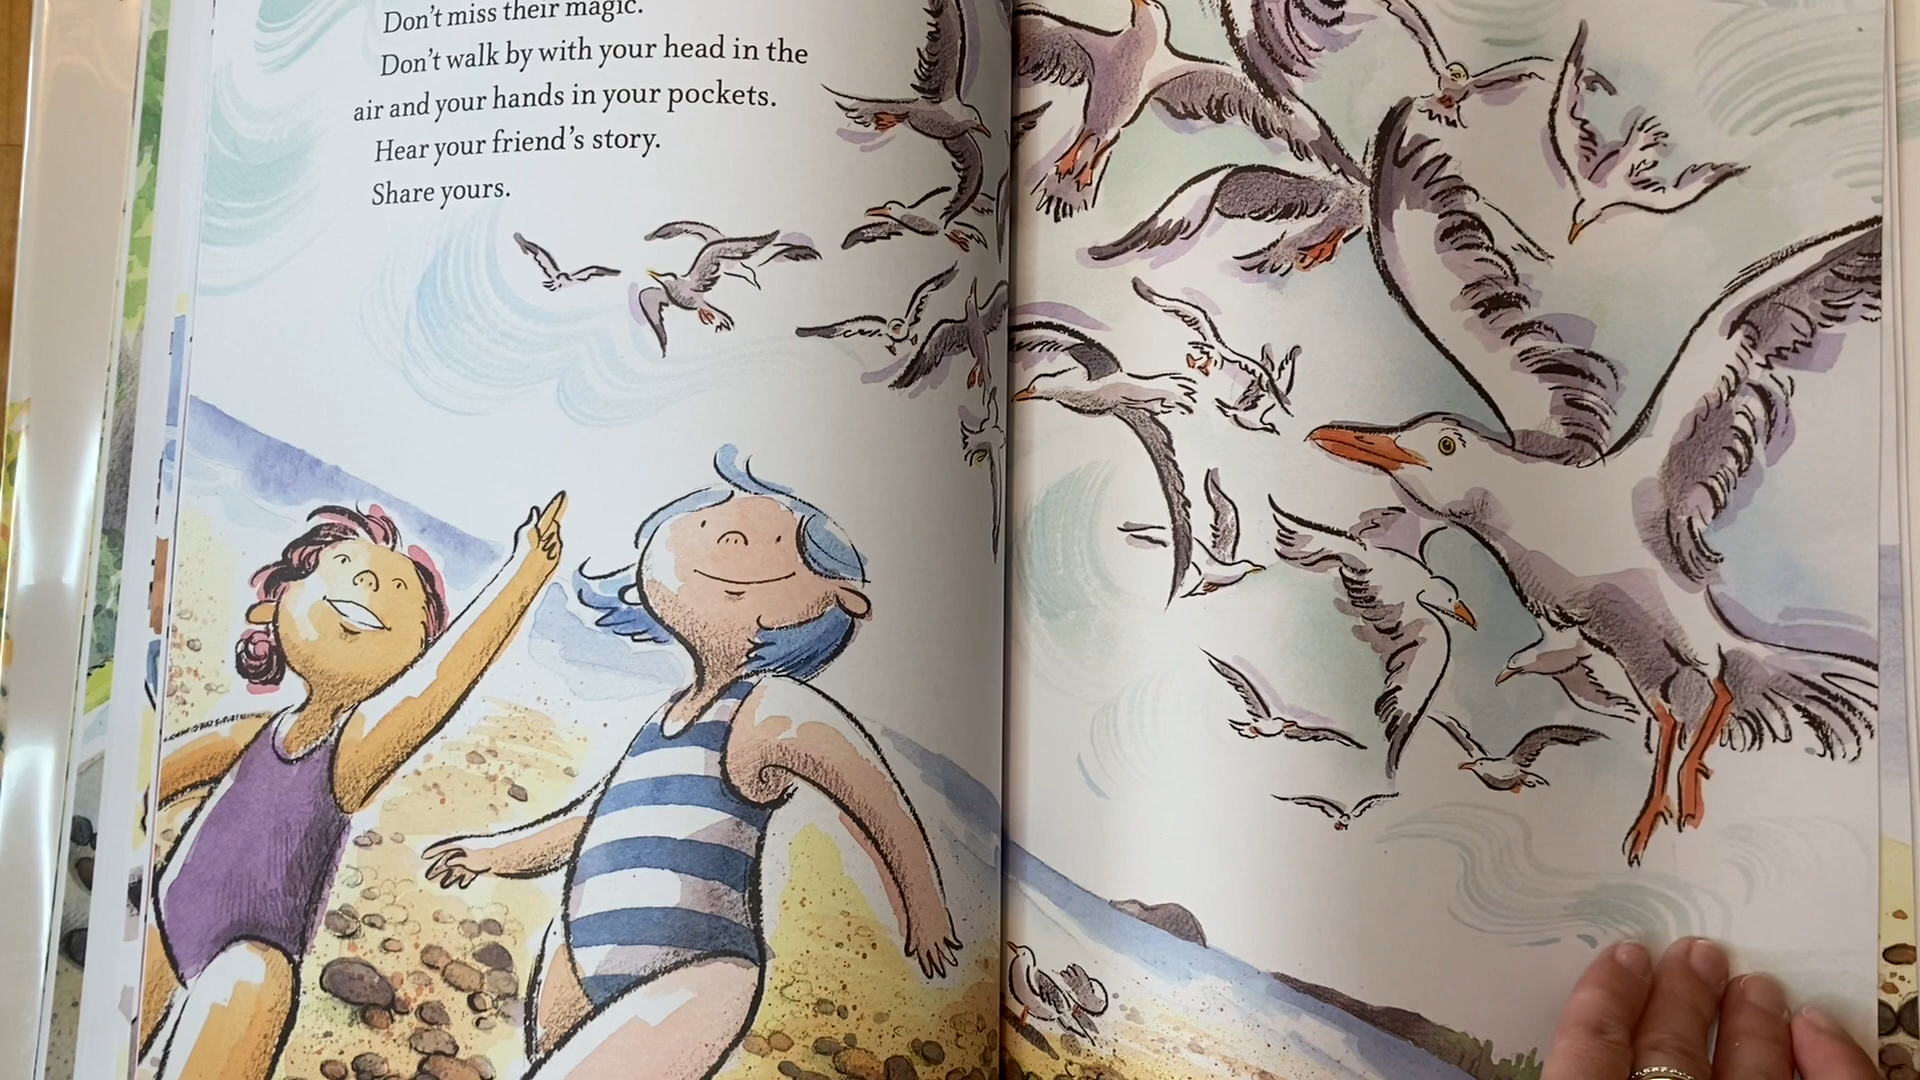 Don't miss their magic.
Don't walk by with your head in the
air and your hands in your pockets.
Hear your friend's story.
Share yours.